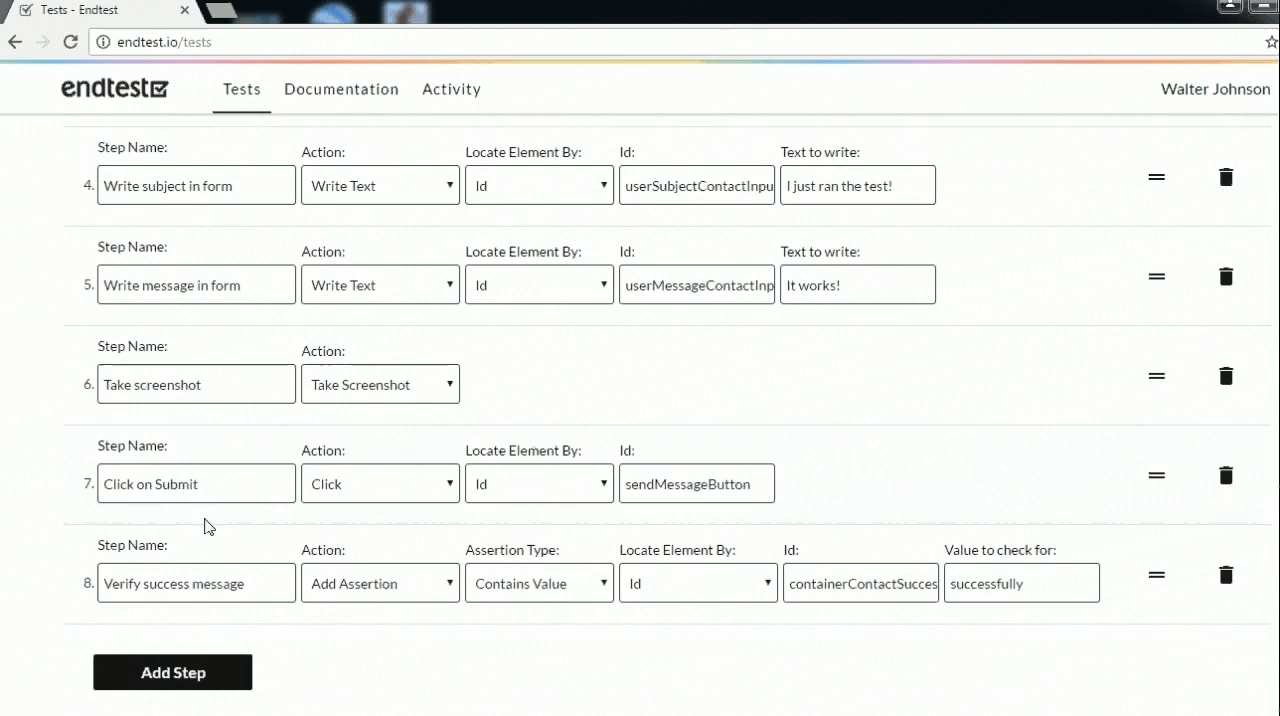 Tests - Endtest
endtest.io/tests
endtest Tests Documentation Activity Walter Johnson
Step Name: Action: Locate Element By: Id: Text to write:
4. Write subject in form Write Text Id userSubjectContactInpu I just ran the test!
Step Name: Action: Locate Element By: Id: Text to write:
5. Write message in form Write Text Id userMessageContactInp It works!
Step Name: Action:
6. Take screenshot Take Screenshot
Step Name: Action: Locate Element By: Id:
7. Click on Submit Click Id sendMessageButton
Step Name: Action: Assertion Type: Locate Element By: Id: Value to check for:
8. Verify success message Add Assertion Contains Value Id containerContactSucces successfully
Add Step